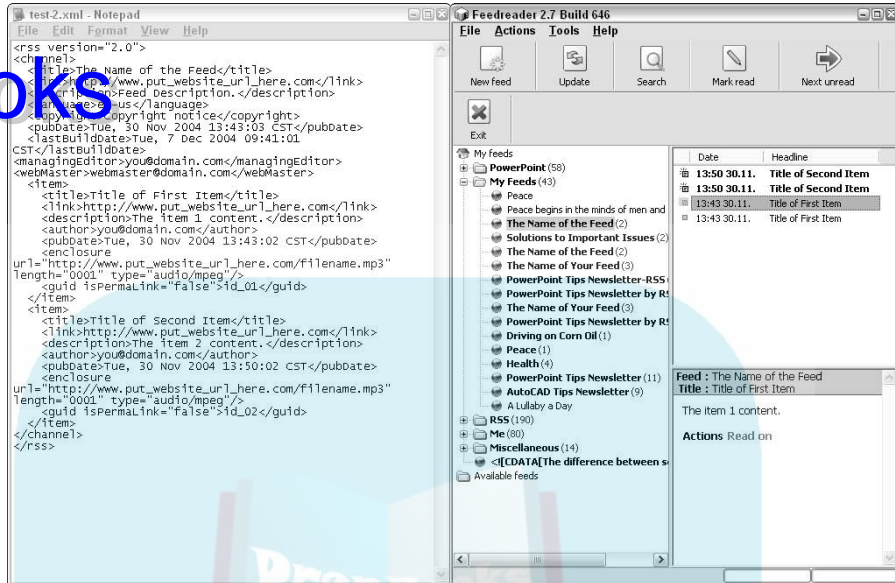 test-2.xml - Notepad
File Edit Format View Help
<rss version="2.0">
<channel>
<title>The Name of the Feed</title>
http://www.put_website_url_here.com</link>
Feed Description.</description>
</language>
copyright notice</copyright>
<pubDate>Tue, 30 Nov 2004 13:43:03 CST</pubDate>
<lastBuildDate>Tue, 7 Dec 2004 09:41:01
CST</lastBuildDate>
<managingEditor>you@domain.com</managingEditor>
<webMaster>webmaster@domain.com</webMaster>
<item>
<title>Title of First Item</title>
<link>http://www.put_website_url_here.com</link>
<description>The item 1 content.</description>
<author>you@domain.com</author>
<pubDate>Tue, 30 Nov 2004 13:43:02 CST</pubDate>
<enclosure
url="http://www.put_website_url_here.com/filename.mp3"
length="0001" type="audio/mpeg"/>
<guid isPermaLink="false">id_01</guid>
</item>
<item>
<title>Title of Second Item</title>
<link>http://www.put_website_url_here.com</link>
<description>The item 2 content.</description>
<author>you@domain.com</author>
<pubDate>Tue, 30 Nov 2004 13:50:02 CST</pubDate>
<enclosure
url="http://www.put_website_url_here.com/filename.mp3"
length="0001" type="audio/mpeg"/>
<guid isPermaLink="false">id_02</guid>
</item>
</channel>
</rss>
oks
Feedreader 2.7 Build 646
File Actions Tools Help
New feed Update Search Mark read Next unread
Exit
My feeds
PowerPoint (58)
My Feeds (43)
Peace
Peace begins in the minds of men and
The Name of the Feed (2)
Solutions to Important Issues (2)
The Name of the Feed (2)
The Name of Your Feed (3)
PowerPoint Tips Newsletter-RSS
PowerPoint Tips Newsletter by
The Name of Your Feed (3)
PowerPoint Tips Newsletter by
Driving on Corn Oil (1)
Peace (1)
Health (4)
PowerPoint Tips Newsletter (11)
AutoCAD Tips Newsletter (9)
A Lullaby a Day
RSS (190)
Me (80)
Miscellaneous (14)
<![CDATA[The difference between
Available feeds
Date Headline
13:50 30.11. Title of Second Item
13:50 30.11. Title of Second Item
13:43 30.11. Title of First Item
13:43 30.11. Title of First Item
Feed : The Name of the Feed
Title : Title of First Item
The item 1 content.
Actions Read on